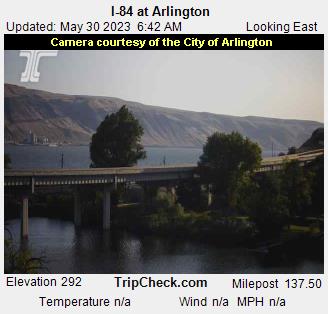 I-84 at Arlington
Updated: May 30 2023 6:42 AM Looking East
Camera courtesy of the City of Arlington
Elevation 292 TripCheck.com Milepost 137.50
Temperature n/a Wind n/a MPH n/a